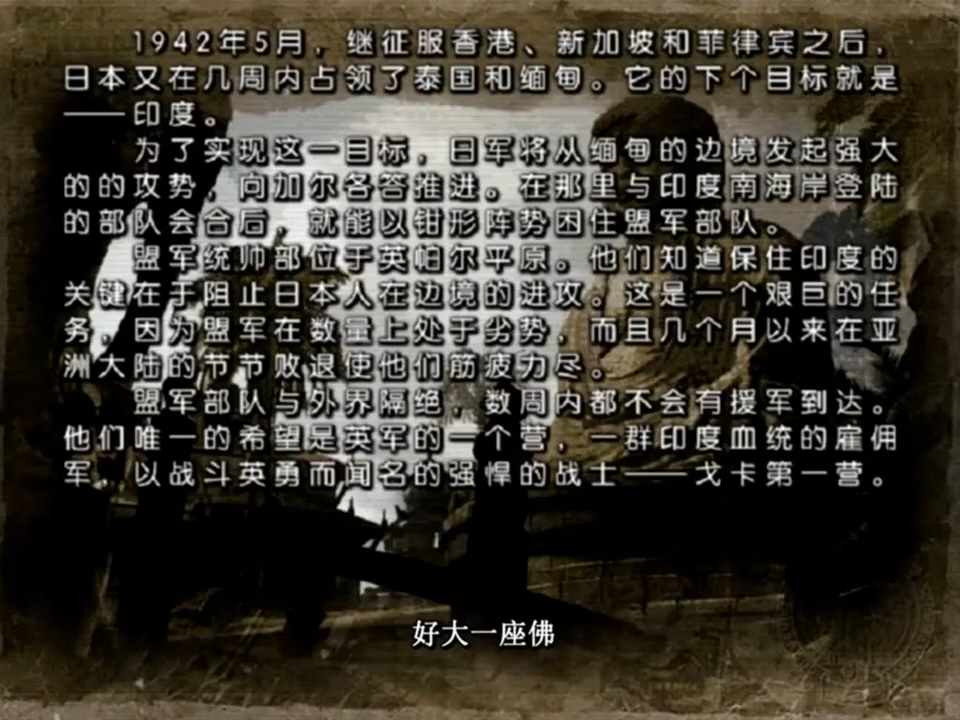 1942年5月，继征服香港、新加坡和菲律宾之后，
日本又在几周内占领了泰国和缅甸。它的下个目标就是
——印度。
为了实现这一目标，日军将从缅甸的边境发起强大
的的攻势，向加尔各答推进。在那里与印度南海岸登陆
的部队会合后，就能以钳形阵势困住盟军部队。
盟军统帅部位于英帕尔平原。他们知道保住印度的
关键在于阻止日本人在边境的进攻。这是一个艰巨的任
务，因为盟军在数量上处于劣势，而且几个月以来在亚
洲大陆的节节败退使他们筋疲力尽。
盟军部队与外界隔绝，数周内都不会有援军到达。
他们唯一的希望是英军的一个营，一群印度血统的雇佣
军，以战斗英勇而闻名的强悍的战士——戈卡第一营。
好大一座佛